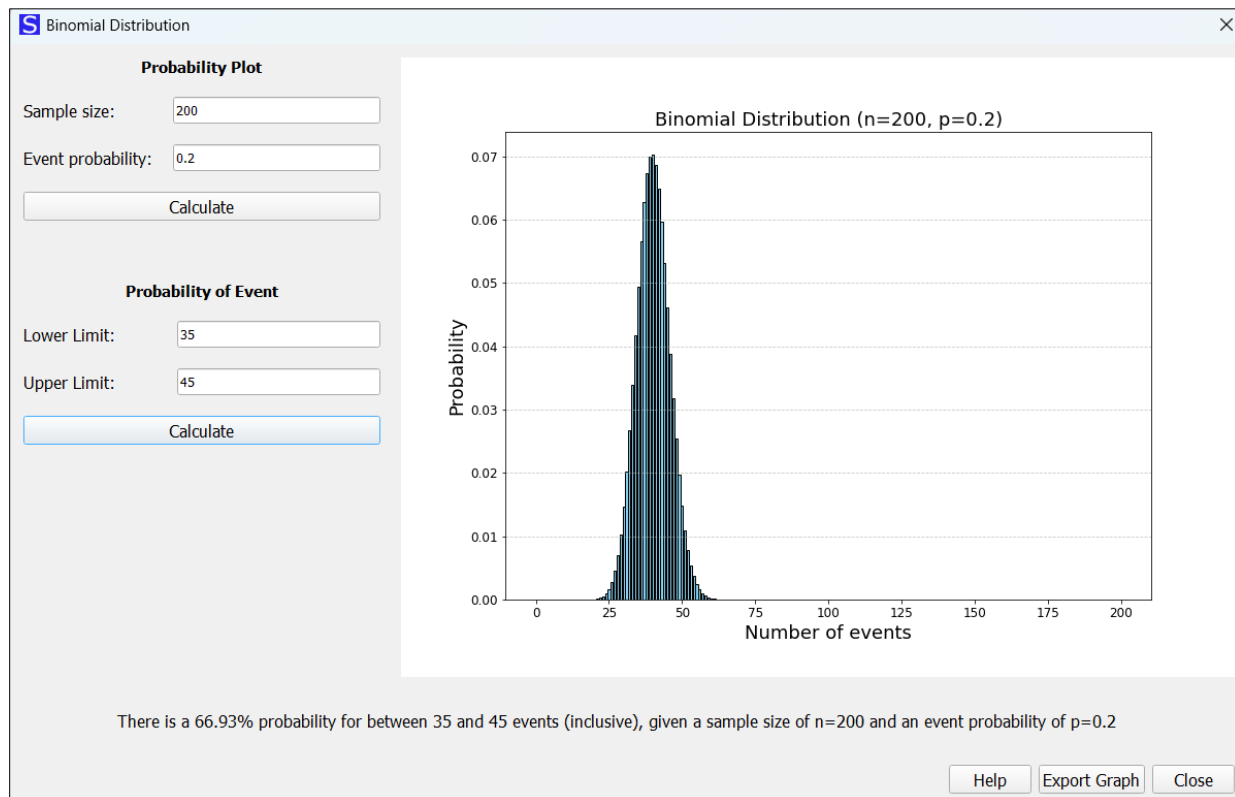 S Binomial Distribution
Probability Plot
Sample size: 200
Event probability: 0.2
Calculate
Probability of Event
Lower Limit: 35
Upper Limit: 45
Calculate
Binomial Distribution (n=200, p=0.2)
Probability
0.07
0.06
0.05
0.04
0.03
0.02
0.01
0.00
0 25 50 75 100 125 150 175 200
Number of events
There is a 66.93% probability for between 35 and 45 events (inclusive), given a sample size of n=200 and an event probability of p=0.2
Help Export Graph Close